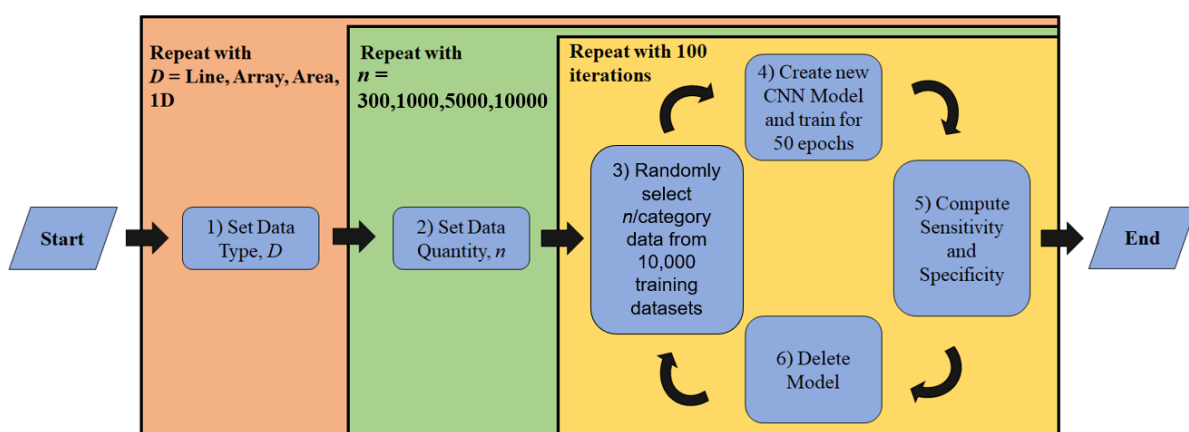 Start
Repeat with
D = Line, Array, Area,
1D
1) Set Data
Type, D
Repeat with
n =
300,1000,5000,10000
2) Set Data
Quantity, n
Repeat with 100
iterations
3) Randomly
select
n/category
data from
10,000
training
datasets
4) Create new
CNN Model
and train for
50 epochs
5) Compute
Sensitivity
and
Specificity
6) Delete
Model
End